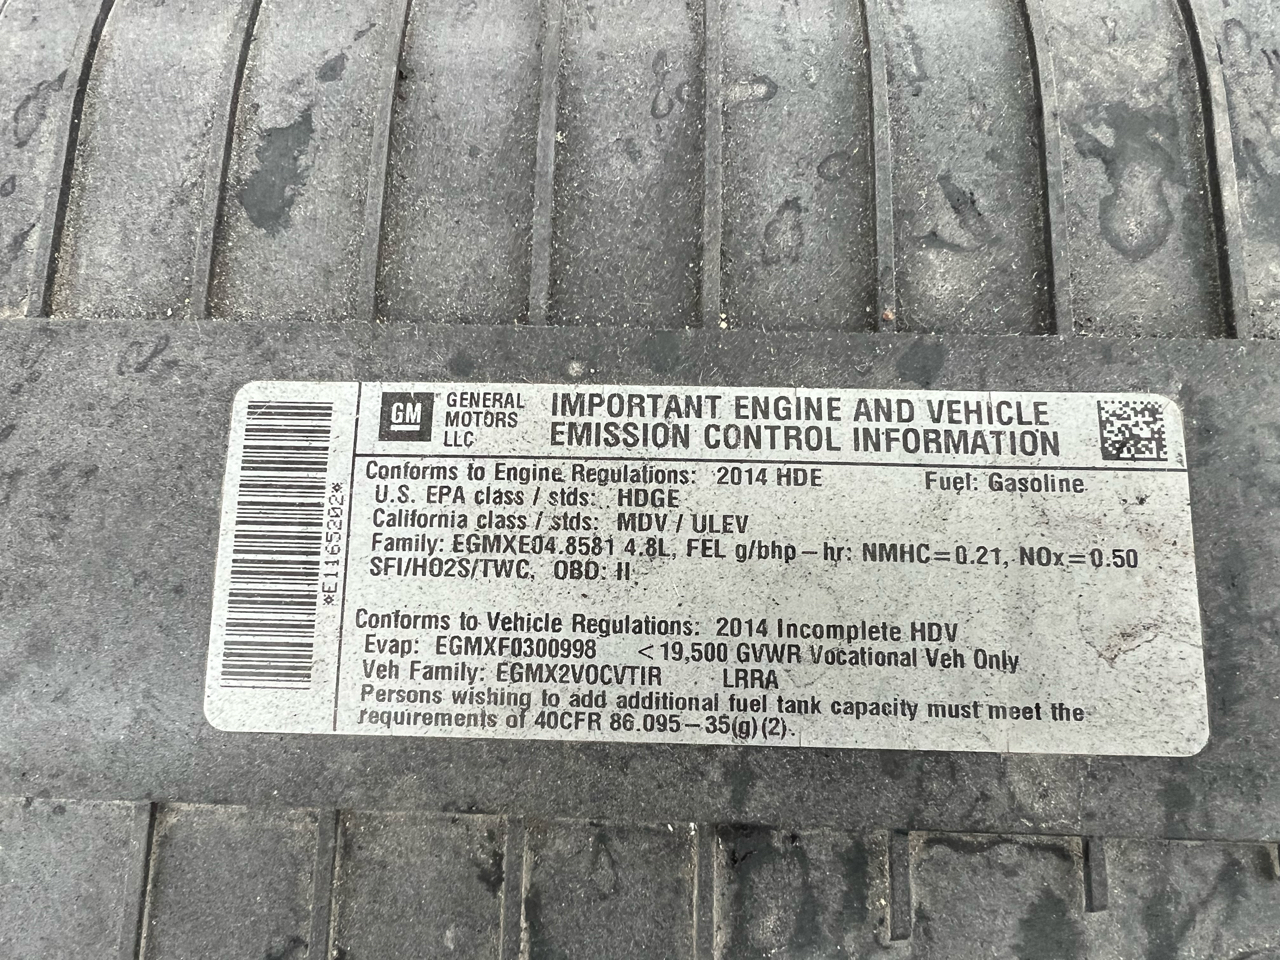 *E1165202*
GM
GENERAL
MOTORS
LLC
IMPORTANT ENGINE AND VEHICLE
EMISSION CONTROL INFORMATION
Conforms to Engine Regulations: 2014 HDE Fuel: Gasoline
U.S. EPA class / stds: HDGE
California class / stds: MDV / ULEV
Family: EGMXE04.8581 4.8L, FEL g/bhp-hr: NMHC=0.21, NOx=0.50
SFI/HO2S/TWC, OBD: II
Conforms to Vehicle Regulations: 2014 Incomplete HDV
Evap: EGMXF0300998 <19,500 GVWR Vocational Veh Only
Veh Family: EGMX2VOCVTIR LRRA
Persons wishing to add additional fuel tank capacity must meet the
requirements of 40CFR 86.095-35(g)(2).